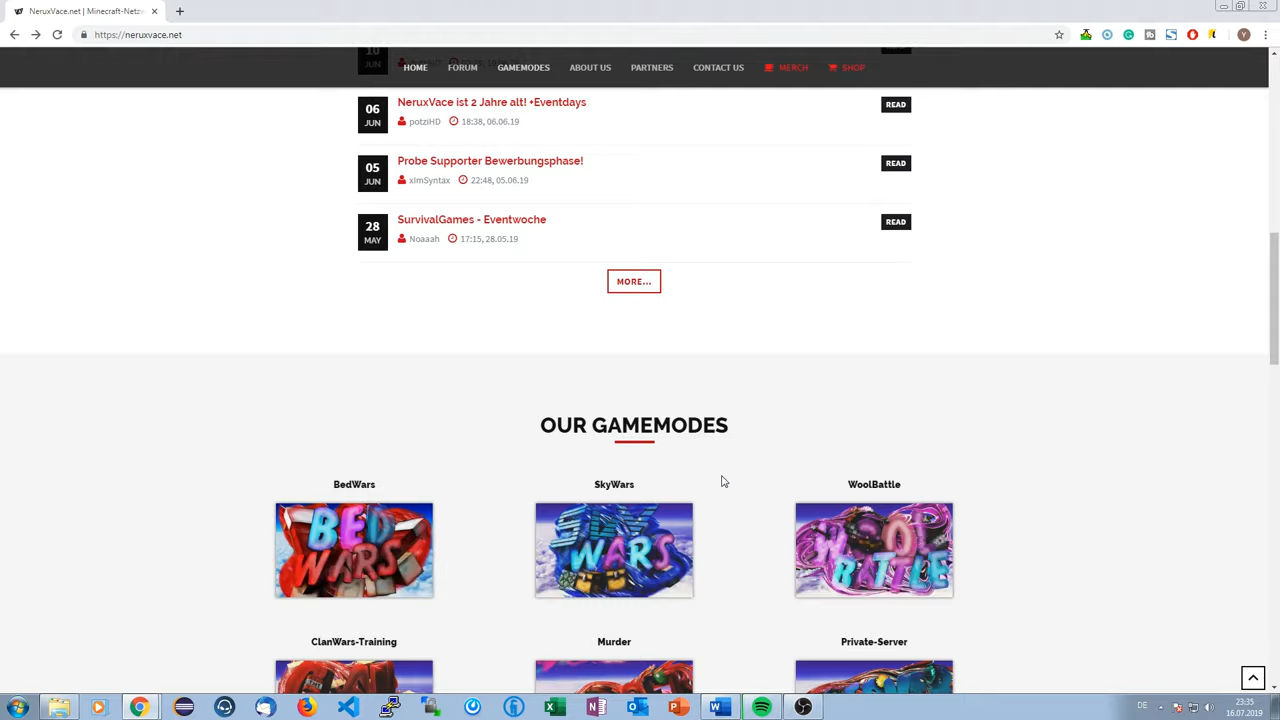 NeruxVace.net | Minecraft-Netzw
https://neruxvace.net
10
JUN
HOME FORUM GAMEMODES ABOUT US PARTNERS CONTACT US MERCH SHOP
06
JUN
NeruxVace ist 2 Jahre alt! +Eventdays
potziHD 18:38, 06.06.19
READ
05
JUN
Probe Supporter Bewerbungsphase!
xImSyntax 22:48, 05.06.19
READ
28
MAY
SurvivalGames - Eventwoche
Noaaah 17:15, 28.05.19
READ
MORE...
OUR GAMEMODES
BedWars SkyWars WoolBattle
BED
WARS
WARS
WOOL
BATTLE
ClanWars-Training Murder Private-Server
DE
23:35
16.07.2019